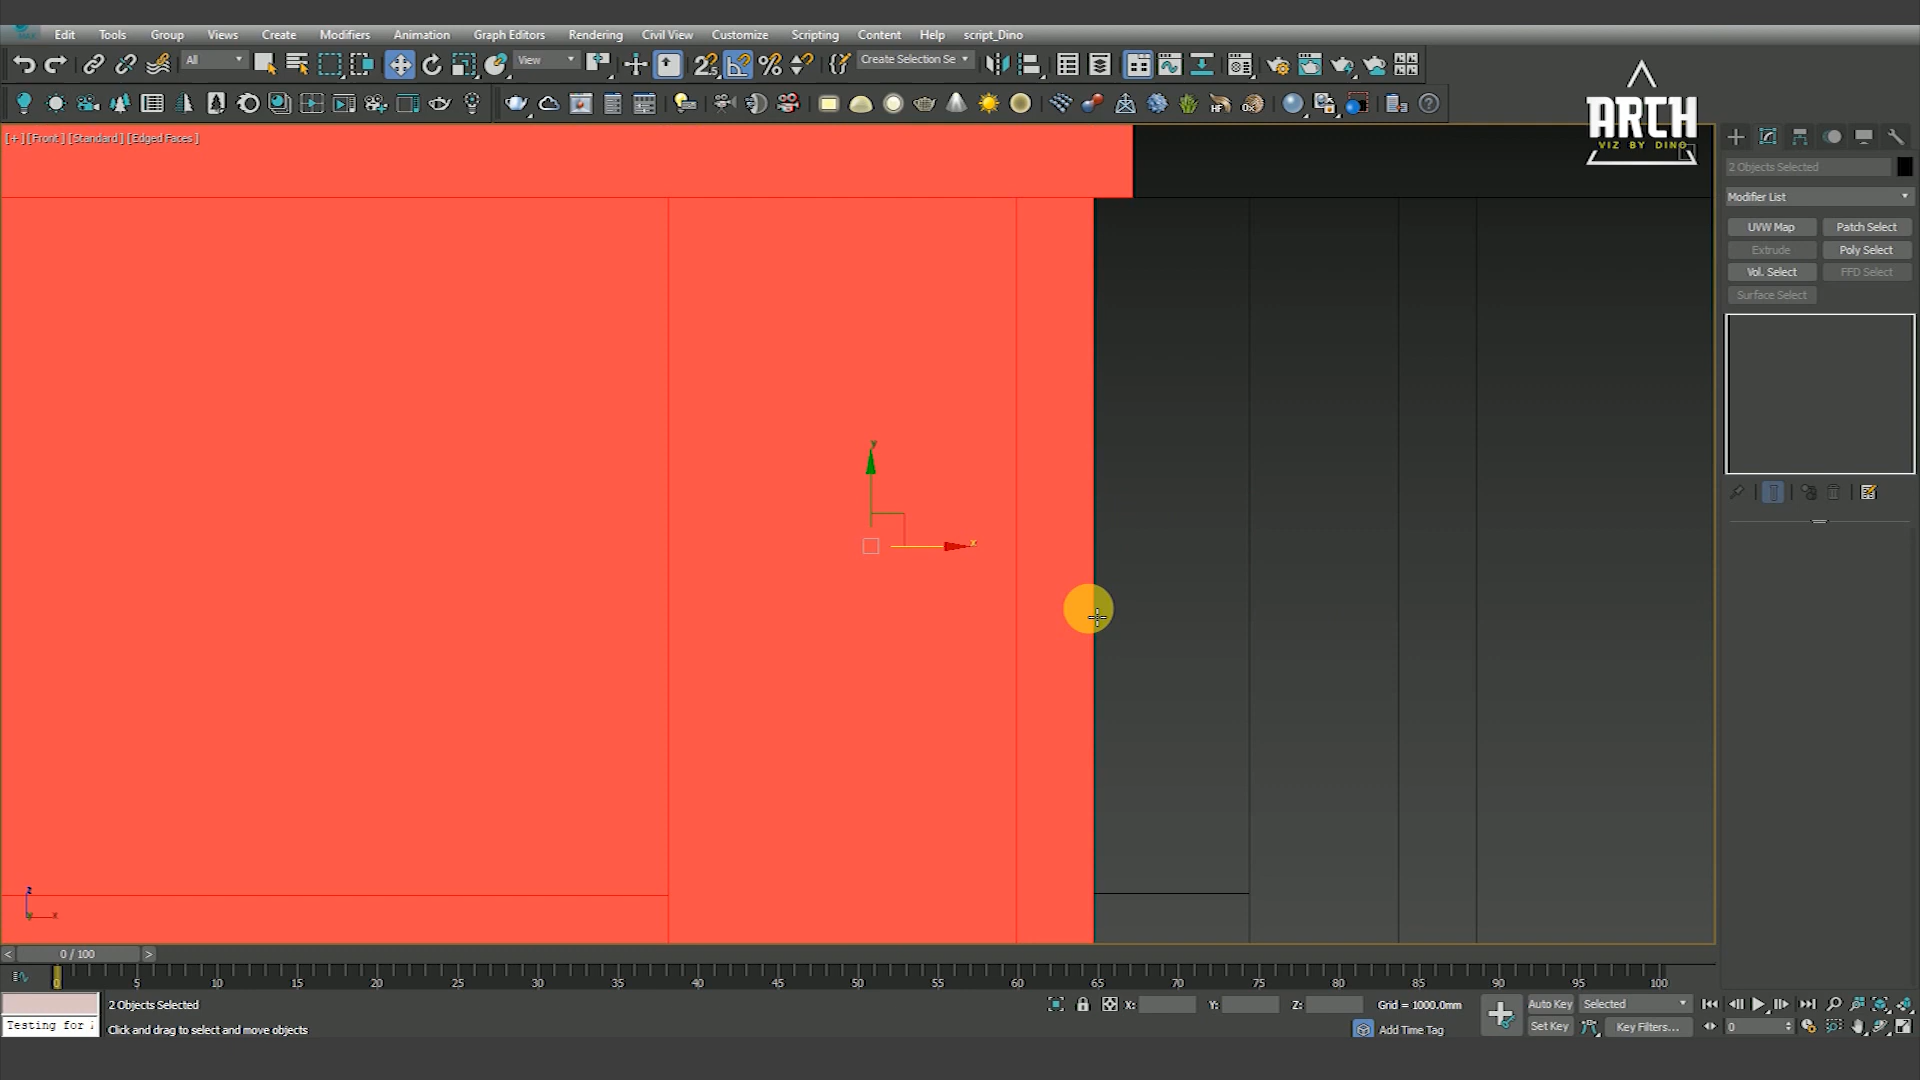 Edit Tools Group Views Create Modifiers Animation Graph Editors Rendering Civil View Customize Scripting Content Help script_Dino
All View Create Selection Se
ARCH
VIZ BY DINO
[+] [Front] [Standard] [Edged Faces]
2 Objects Selected
Modifier List
UVW Map Patch Select
Extrude Poly Select
Vol. Select FFD Select
Surface Select
y
x
z
x
< 0 / 100 >
0 5 10 15 20 25 30 35 40 45 50 55 60 65 70 75 80 85 90 95 100
2 Objects Selected X: Y: Z: Grid = 1000.0mm Auto Key Selected
Testing for
Click and drag to select and move objects Add Time Tag Set Key Key Filters... 0